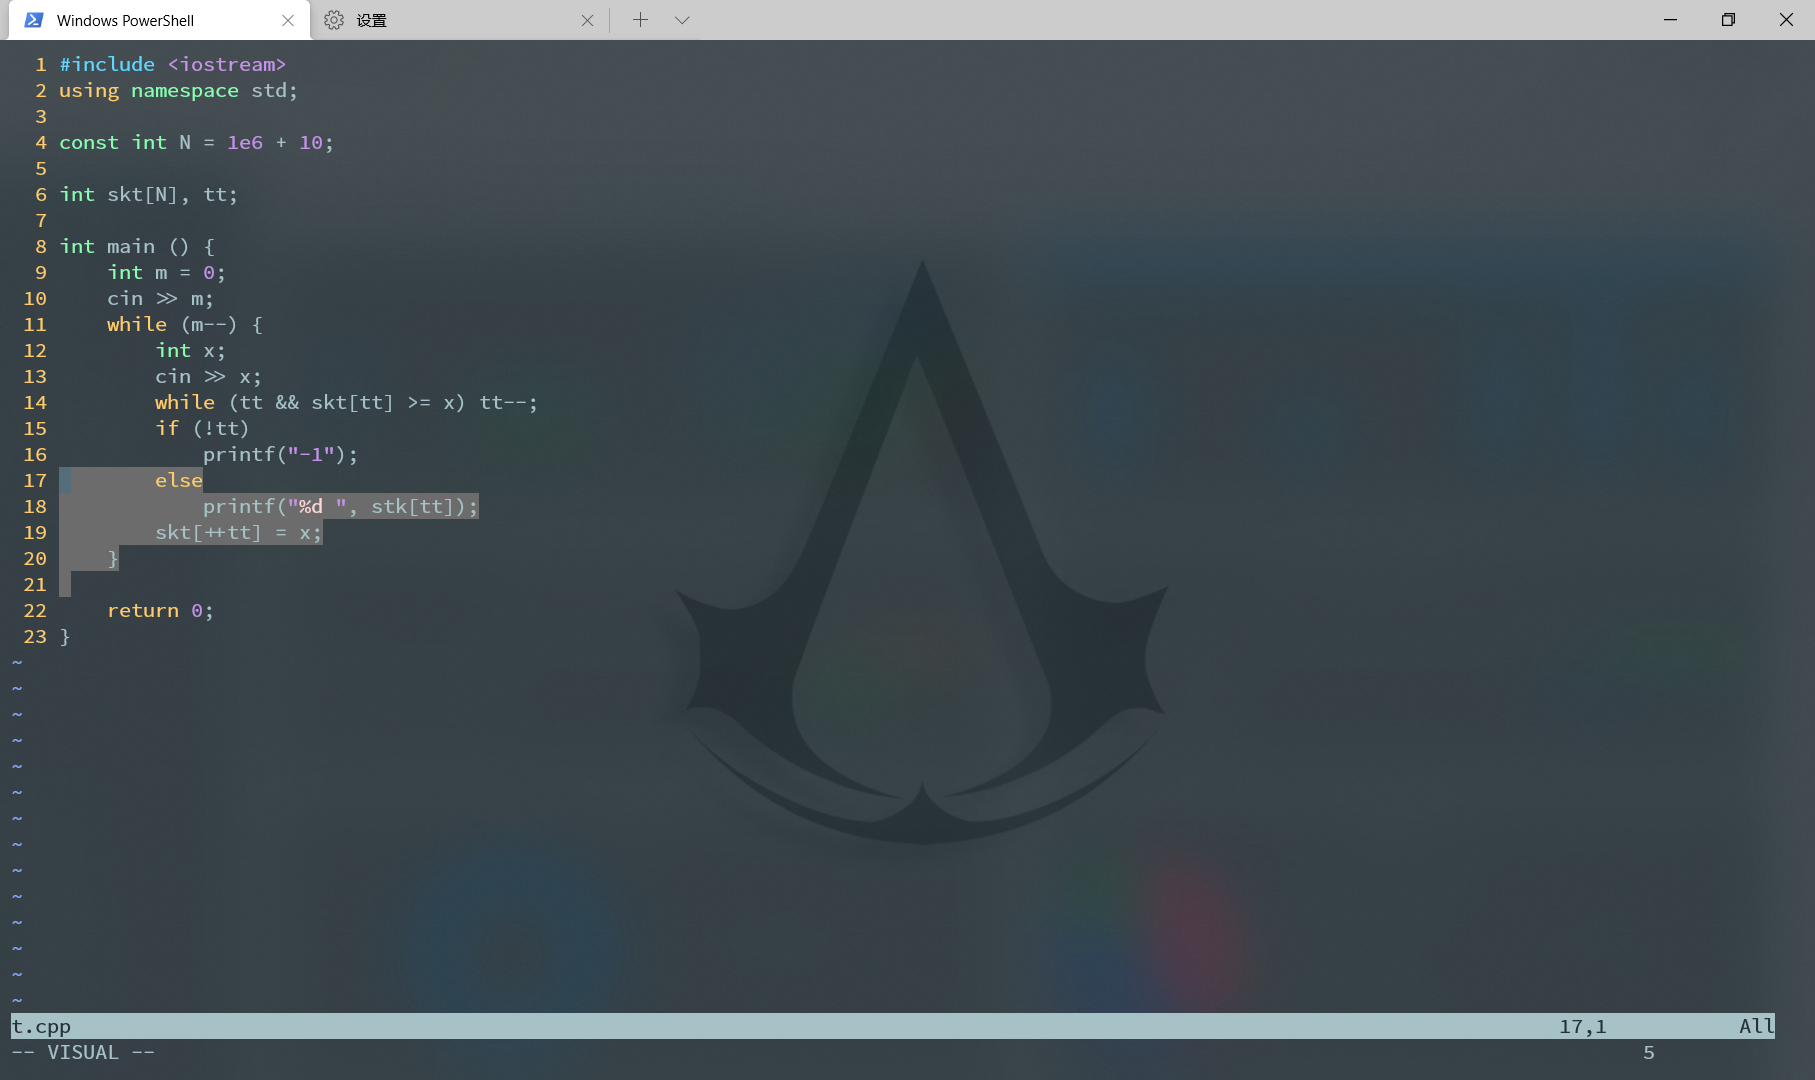 Windows PowerShell 设置
1 #include <iostream>
2 using namespace std;
3
4 const int N = 1e6 + 10;
5
6 int skt[N], tt;
7
8 int main () {
9     int m = 0;
10     cin >> m;
11     while (m--) {
12         int x;
13         cin >> x;
14         while (tt && skt[tt] >= x) tt--;
15         if (!tt)
16             printf("-1");
17         else
18             printf("%d ", stk[tt]);
19         skt[++tt] = x;
20     }
21
22     return 0;
23 }
~
~
~
~
~
~
~
~
~
~
~
~
~
~
t.cpp 17,1 All
-- VISUAL -- 5